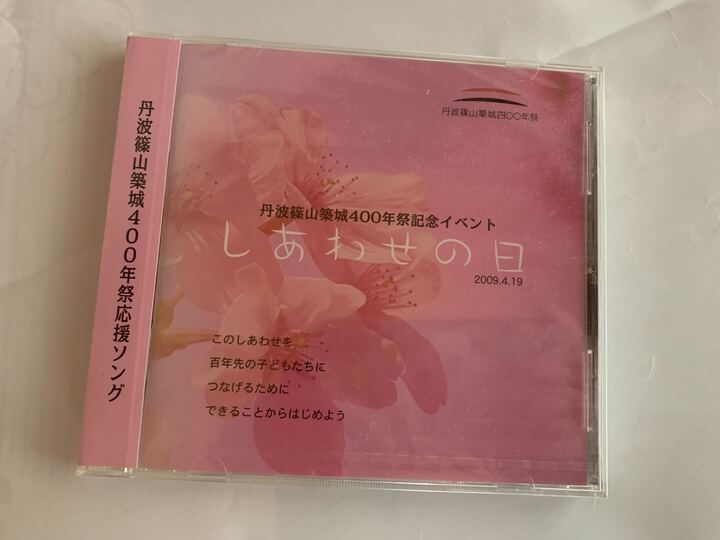 丹波篠山築城400年祭応援ソング
丹波篠山築城四〇〇年祭
丹波篠山築城400年祭記念イベント
しあわせの日
2009.4.19
このしあわせを
百年先の子どもたちに
つなげるために
できることからはじめよう